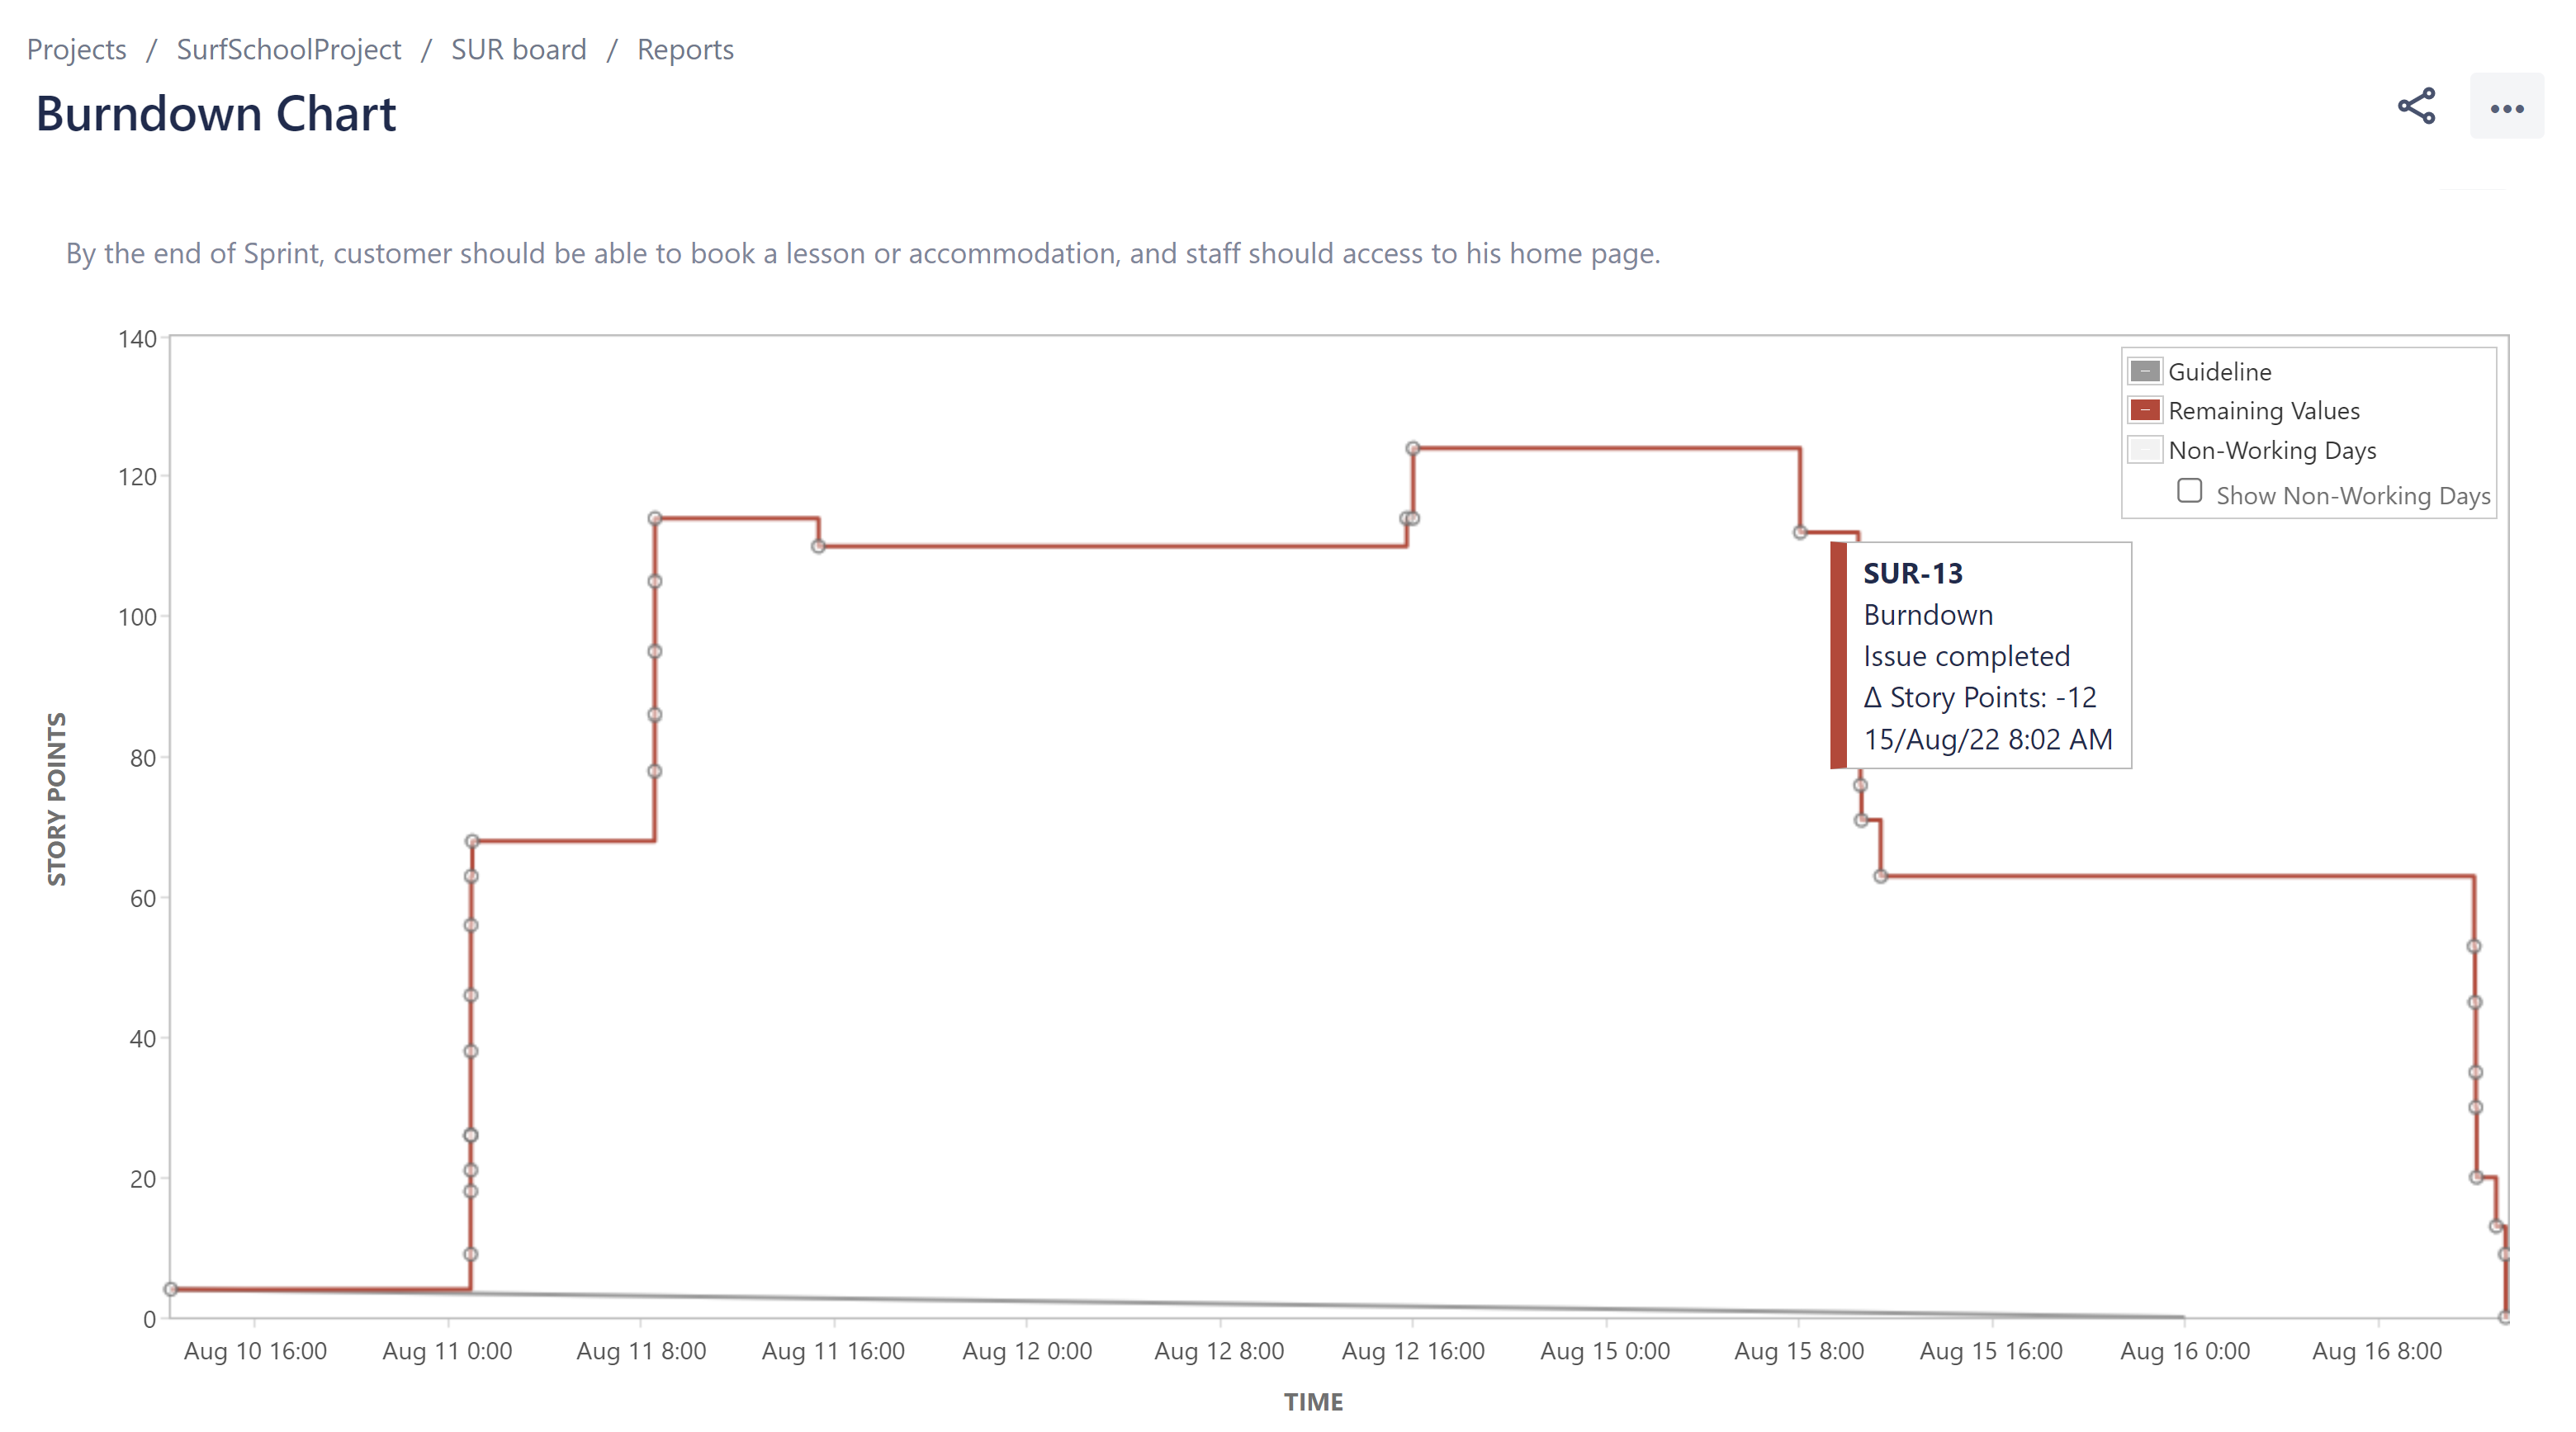 Projects / SurfSchoolProject / SUR board / Reports
Burndown Chart
By the end of Sprint, customer should be able to book a lesson or accommodation, and staff should access to his home page.
140
120
100
80
60
40
20
0
STORY POINTS
Guideline
Remaining Values
Non-Working Days
Show Non-Working Days
SUR-13
Burndown
Issue completed
Δ Story Points: -12
15/Aug/22 8:02 AM
Aug 10 16:00 Aug 11 0:00 Aug 11 8:00 Aug 11 16:00 Aug 12 0:00 Aug 12 8:00 Aug 12 16:00 Aug 15 0:00 Aug 15 8:00 Aug 15 16:00 Aug 16 0:00 Aug 16 8:00
TIME